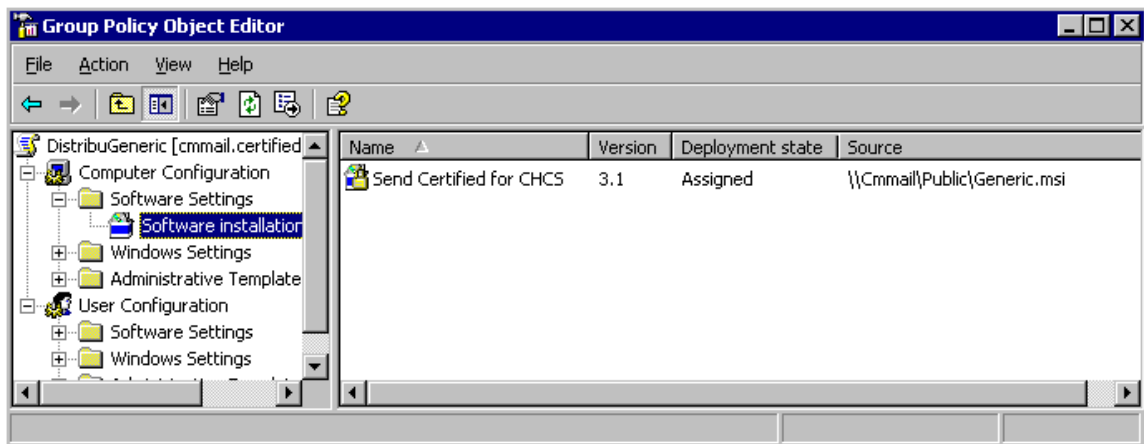 Group Policy Object Editor
File Action View Help
DistribuGeneric [cmmail.certified
Computer Configuration
Software Settings
Software installation
Windows Settings
Administrative Template
User Configuration
Software Settings
Windows Settings
Name Version Deployment state Source
Send Certified for CHCS 3.1 Assigned \\Cmmail\Public\Generic.msi